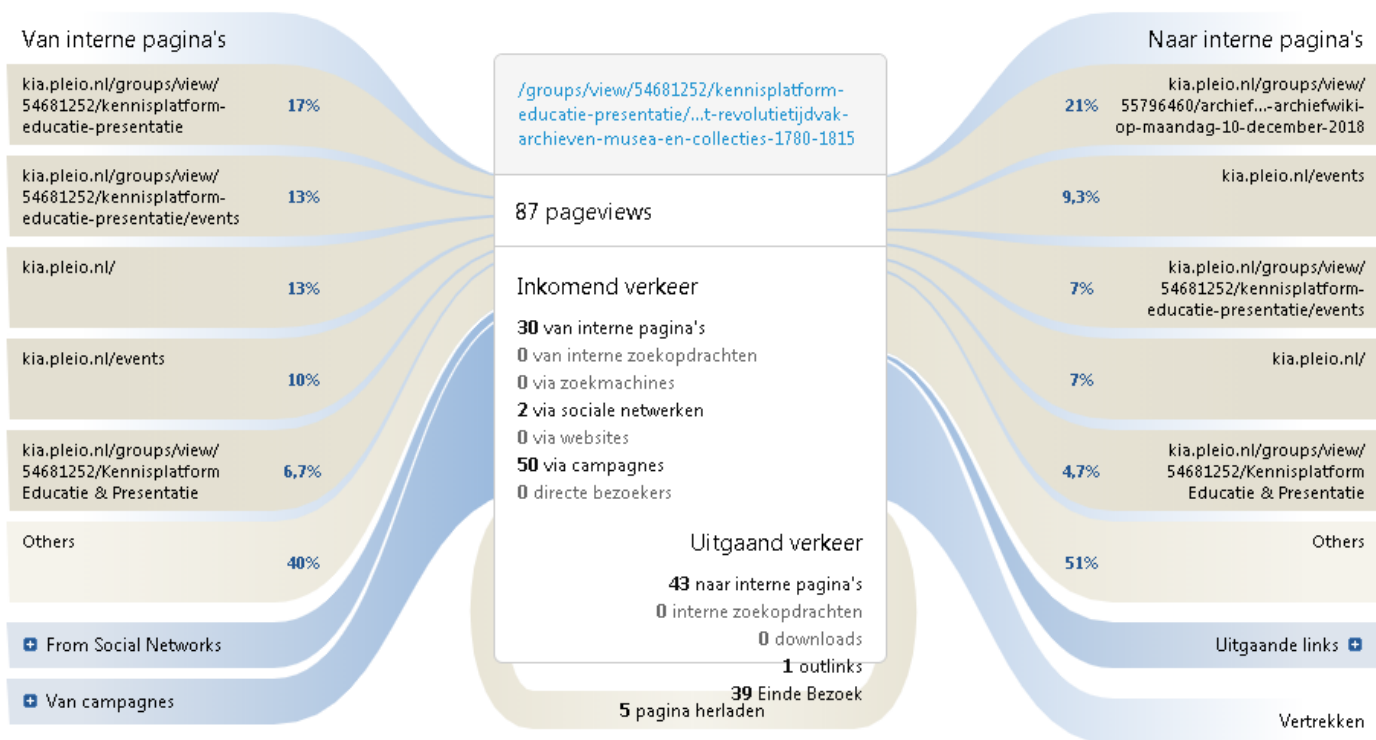 Van interne pagina's
kia.pleio.nl/groups/view/
54681252/kennisplatform-
educatie-presentatie
17%
kia.pleio.nl/groups/view/
54681252/kennisplatform-
educatie-presentatie/events
13%
kia.pleio.nl/
13%
kia.pleio.nl/events
10%
kia.pleio.nl/groups/view/
54681252/Kennisplatform
Educatie & Presentatie
6,7%
Others
40%
From Social Networks
Van campagnes
/groups/view/54681252/kennisplatform-
educatie-presentatie/...t-revolutietijdvak-
archieven-musea-en-collecties-1780-1815
87 pageviews
Inkomend verkeer
30 van interne pagina's
0 van interne zoekopdrachten
0 via zoekmachines
2 via sociale netwerken
0 via websites
50 via campagnes
0 directe bezoekers
Uitgaand verkeer
43 naar interne pagina's
0 interne zoekopdrachten
0 downloads
1 outlinks
39 Einde Bezoek
5 pagina herladen
Naar interne pagina's
21%
kia.pleio.nl/groups/view/
55796460/archief...-archiefwiki-
op-maandag-10-december-2018
9,3%
kia.pleio.nl/events
7%
kia.pleio.nl/groups/view/
54681252/kennisplatform-
educatie-presentatie/events
7%
kia.pleio.nl/
4,7%
kia.pleio.nl/groups/view/
54681252/Kennisplatform
Educatie & Presentatie
51%
Others
Uitgaande links
Vertrekken